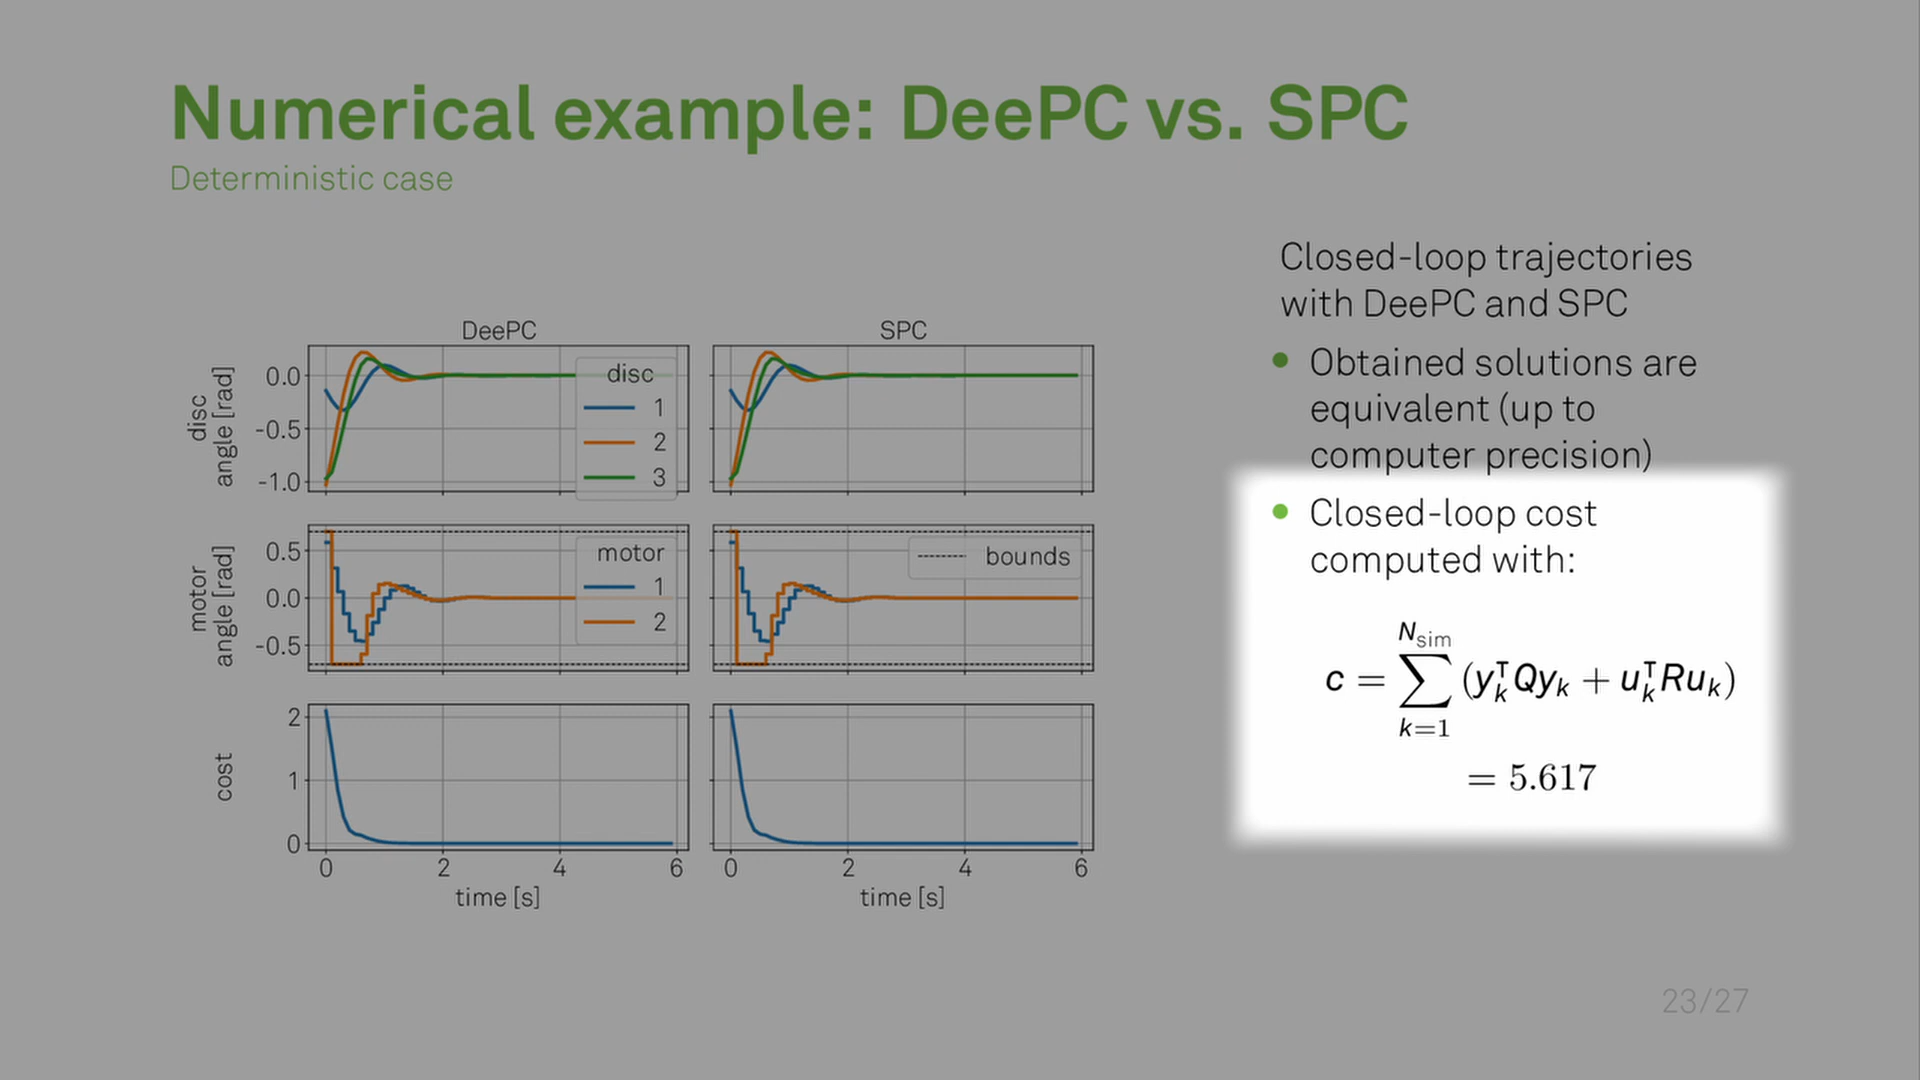 Numerical example: DeePC vs. SPC
Deterministic case
DeePC
SPC
disc
angle [rad]
0.0
-0.5
-1.0
disc
1
2
3
motor
angle [rad]
0.5
0.0
-0.5
motor
1
2
bounds
cost
2
1
0
0 2 4 6
time [s]
0 2 4 6
time [s]
Closed-loop trajectories
with DeePC and SPC
• Obtained solutions are
equivalent (up to
computer precision)
• Closed-loop cost
computed with:
c = ∑_{k=1}^{N_sim} (y_k^T Q y_k + u_k^T R u_k)
= 5.617
23/27